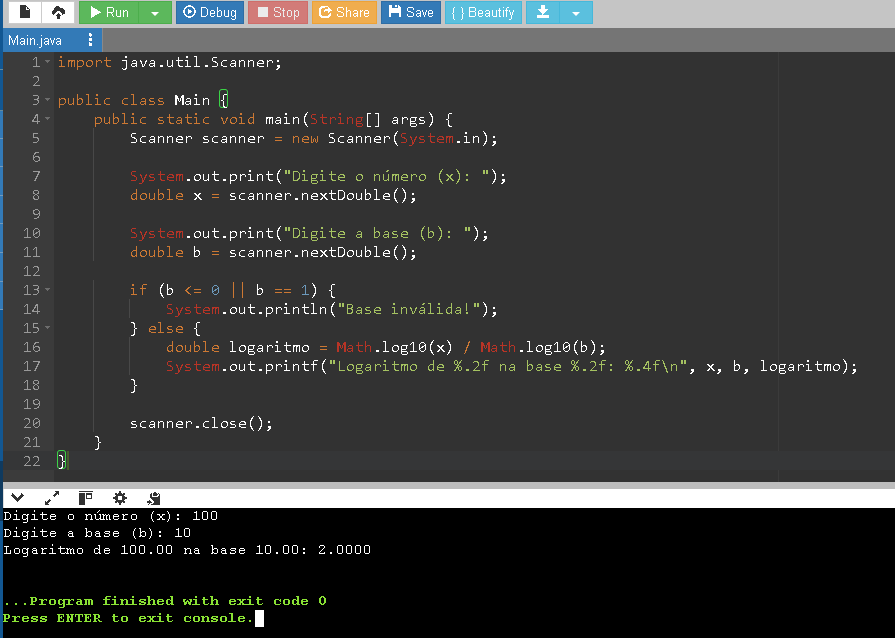 Run Debug Stop Share Save { } Beautify
Main.java
1 import java.util.Scanner;
2
3 public class Main {
4 public static void main(String[] args) {
5 Scanner scanner = new Scanner(System.in);
6
7 System.out.print("Digite o número (x): ");
8 double x = scanner.nextDouble();
9
10 System.out.print("Digite a base (b): ");
11 double b = scanner.nextDouble();
12
13 if (b <= 0 || b == 1) {
14 System.out.println("Base inválida!");
15 } else {
16 double logaritmo = Math.log10(x) / Math.log10(b);
17 System.out.printf("Logaritmo de %.2f na base %.2f: %.4f\n", x, b, logaritmo);
18 }
19
20 scanner.close();
21 }
22 }
Digite o número (x): 100
Digite a base (b): 10
Logaritmo de 100.00 na base 10.00: 2.0000
...Program finished with exit code 0
Press ENTER to exit console.